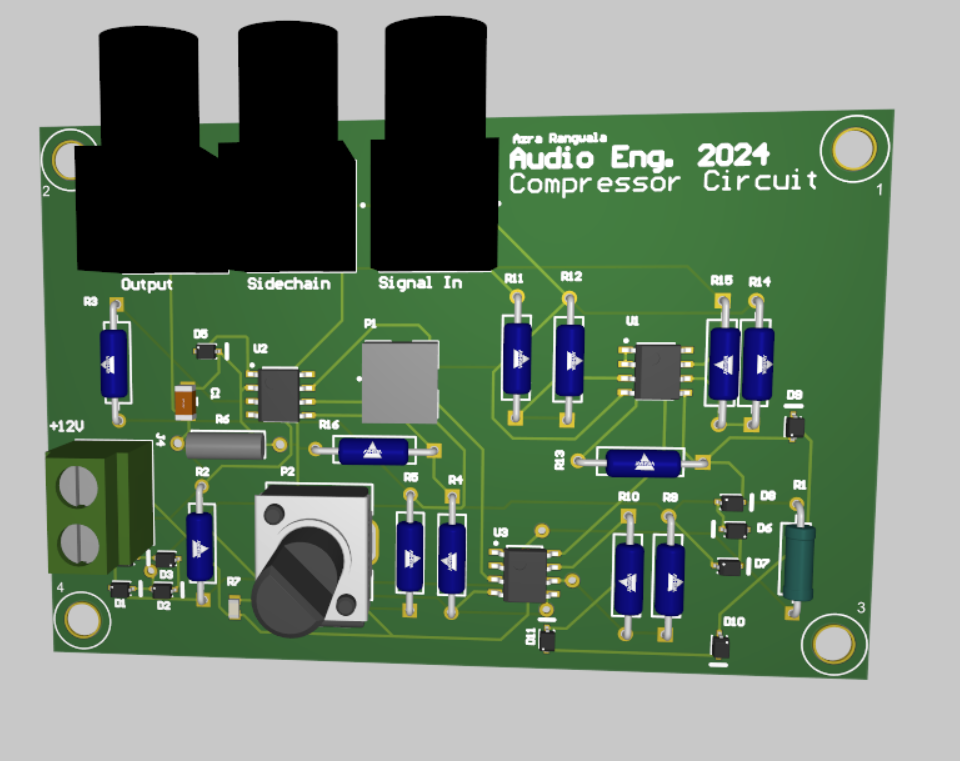 Azra Rangwala
Audio Eng. 2024
Compressor Circuit
2
1
Output
Sidechain
Signal In
R3
R11
R12
R15
R14
D5
U2
P1
U1
D9
+12V
R6
R16
J4
R2
P2
R5
R4
R13
R10
R9
D8
R1
U3
D6
D7
D3
4
D1
D2
R7
D11
D10
3